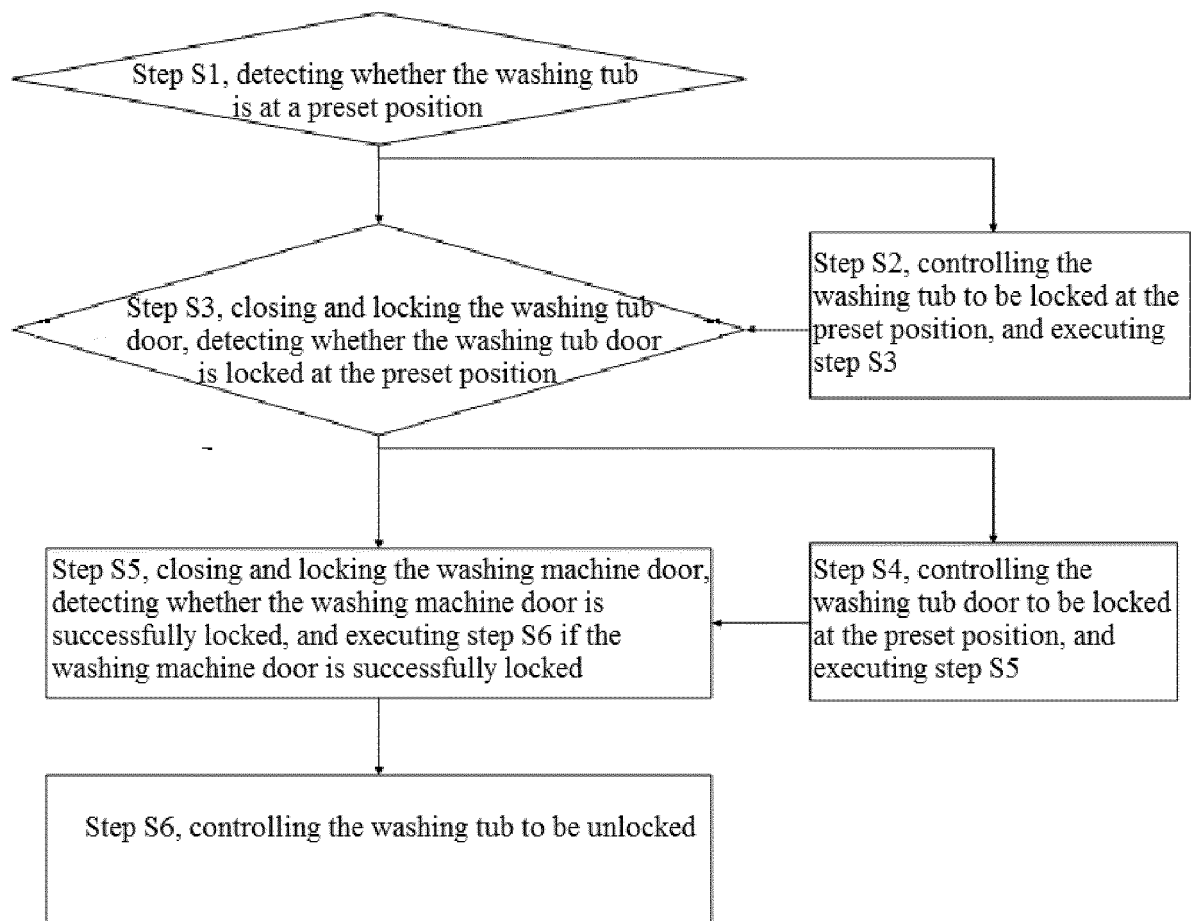 Step S1, detecting whether the washing tub
is at a preset position
Step S2, controlling the
washing tub to be locked at the
preset position, and executing
step S3
Step S3, closing and locking the washing tub
door, detecting whether the washing tub door
is locked at the preset position
Step S4, controlling the
washing tub door to be locked
at the preset position, and
executing step S5
Step S5, closing and locking the washing machine door,
detecting whether the washing machine door is
successfully locked, and executing step S6 if the
washing machine door is successfully locked
Step S6, controlling the washing tub to be unlocked